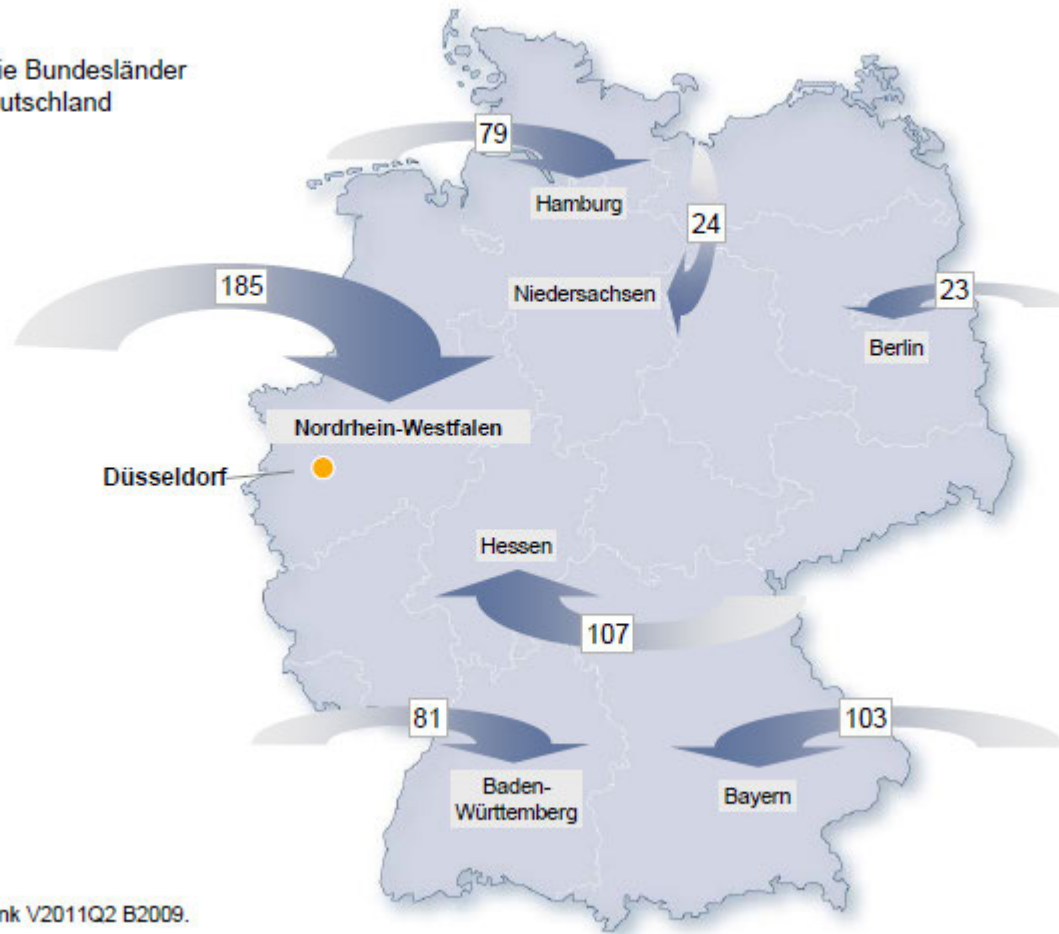 ie Bundesländer
utschland
79
Hamburg
24
185
Niedersachsen
23
Berlin
Nordrhein-Westfalen
Düsseldorf
Hessen
107
81
103
Baden-
Württemberg
Bayern
nk V2011Q2 B2009.